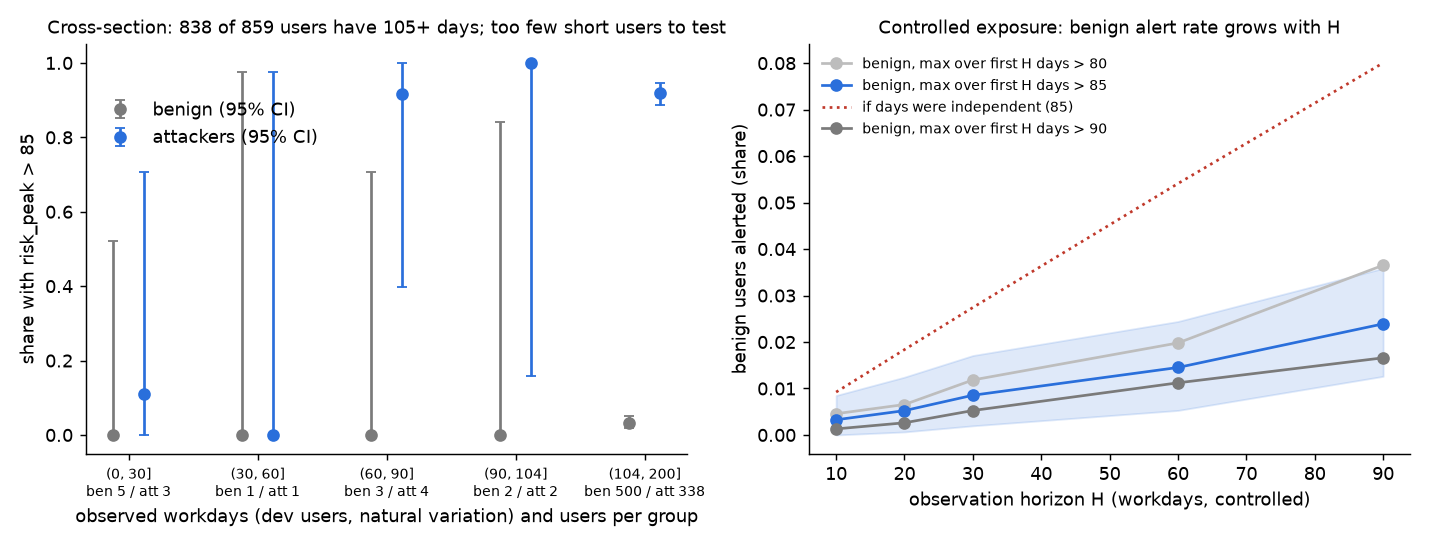 Cross-section: 838 of 859 users have 105+ days; too few short users to test
share with risk_peak > 85
1.0
0.8
0.6
0.4
0.2
0.0
benign (95% CI)
attackers (95% CI)
(0, 30]
ben 5 / att 3
(30, 60]
ben 1 / att 1
(60, 90]
ben 3 / att 4
(90, 104]
ben 2 / att 2
(104, 200]
ben 500 / att 338
observed workdays (dev users, natural variation) and users per group
Controlled exposure: benign alert rate grows with H
benign users alerted (share)
0.08
0.07
0.06
0.05
0.04
0.03
0.02
0.01
0.00
benign, max over first H days > 80
benign, max over first H days > 85
if days were independent (85)
benign, max over first H days > 90
10
20
30
40
50
60
70
80
90
observation horizon H (workdays, controlled)